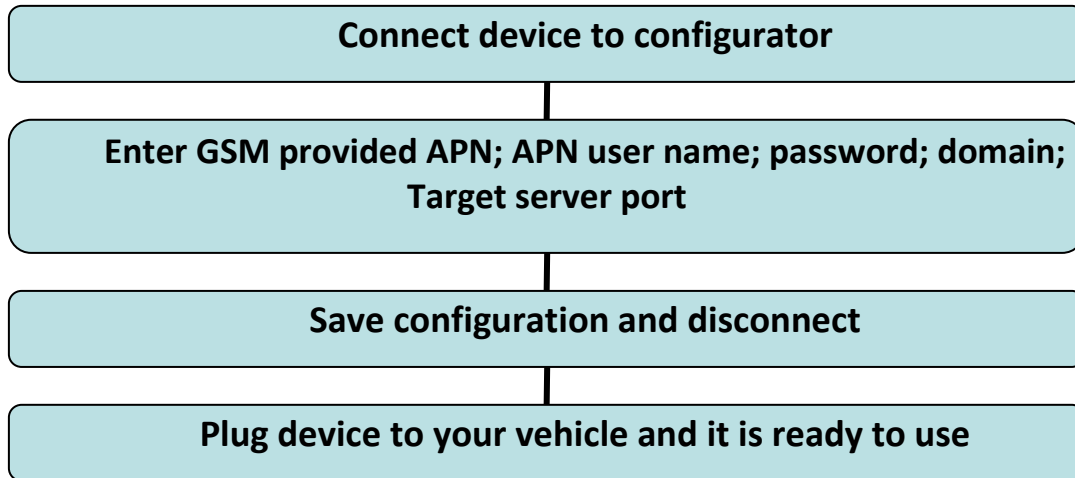 Connect device to configurator
Enter GSM provided APN; APN user name; password; domain;
Target server port
Save configuration and disconnect
Plug device to your vehicle and it is ready to use